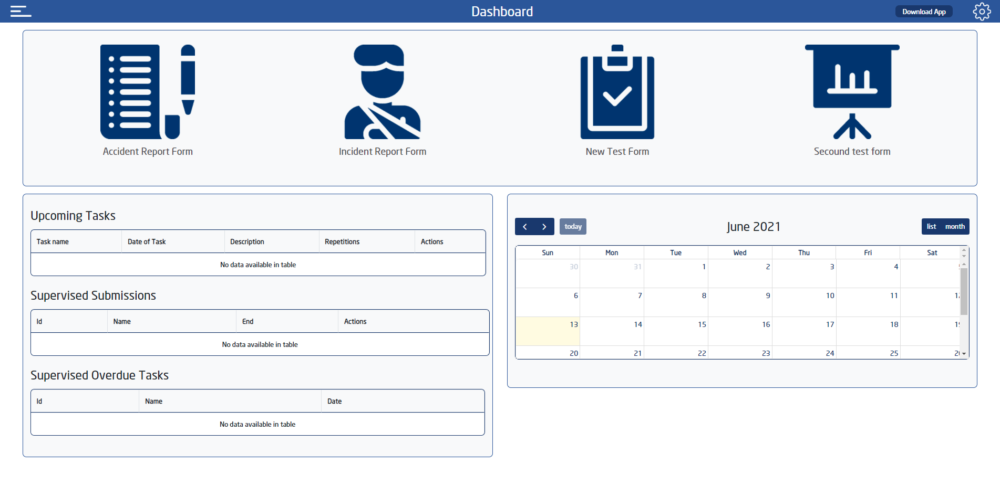 Dashboard
Download App
Accident Report Form
Incident Report Form
New Test Form
Secound test form
Upcoming Tasks
Task name Date of Task Description Repetitions Actions
No data available in table
Supervised Submissions
Id Name End Actions
No data available in table
Supervised Overdue Tasks
Id Name Date
No data available in table
today
June 2021
list month
Sun Mon Tue Wed Thu Fri Sat
30 31 1 2 3 4
6 7 8 9 10 11
13 14 15 16 17 18
20 21 22 23 24 25